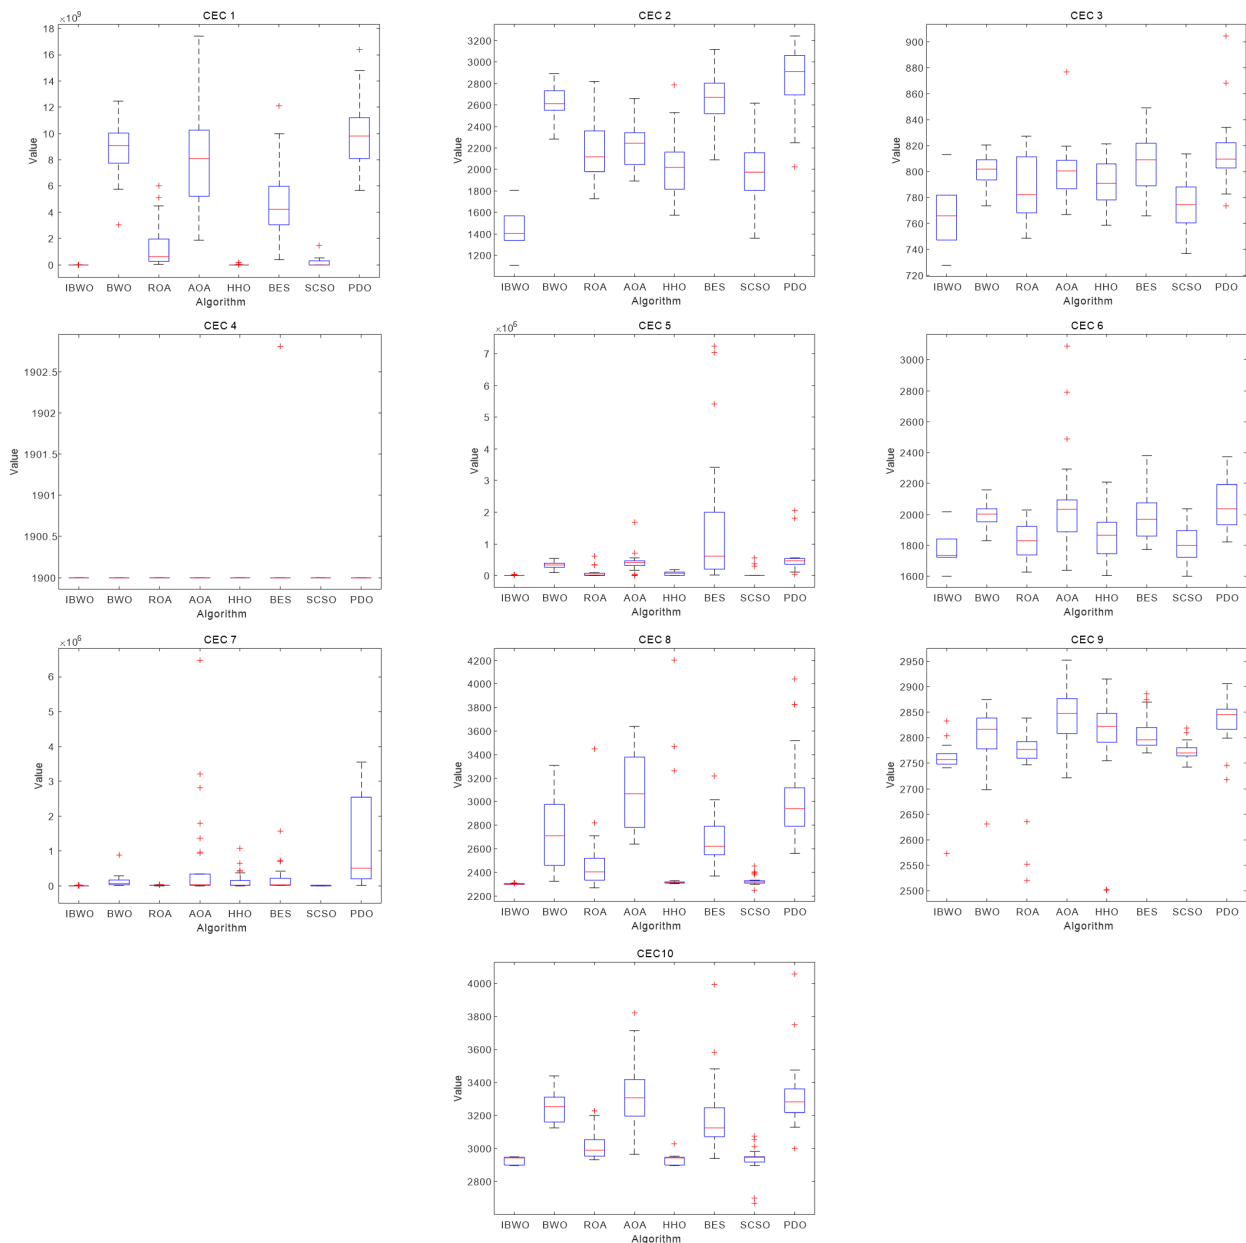 CEC 1
×10⁹
18
16
14
12
10
8
6
4
2
0
Value
IBWO BWO ROA AOA HHO BES SCSO PDO
Algorithm
CEC 2
3200
3000
2800
2600
2400
2200
2000
1800
1600
1400
1200
Value
IBWO BWO ROA AOA HHO BES SCSO PDO
Algorithm
CEC 3
900
880
860
840
820
800
780
760
740
720
Value
IBWO BWO ROA AOA HHO BES SCSO PDO
Algorithm
CEC 4
1902.5
1902
1901.5
1901
1900.5
1900
Value
IBWO BWO ROA AOA HHO BES SCSO PDO
Algorithm
CEC 5
×10⁶
7
6
5
4
3
2
1
0
Value
IBWO BWO ROA AOA HHO BES SCSO PDO
Algorithm
CEC 6
3000
2800
2600
2400
2200
2000
1800
1600
Value
IBWO BWO ROA AOA HHO BES SCSO PDO
Algorithm
CEC 7
×10⁶
6
5
4
3
2
1
0
Value
IBWO BWO ROA AOA HHO BES SCSO PDO
Algorithm
CEC 8
4200
4000
3800
3600
3400
3200
3000
2800
2600
2400
2200
Value
IBWO BWO ROA AOA HHO BES SCSO PDO
Algorithm
CEC 9
2950
2900
2850
2800
2750
2700
2650
2600
2550
2500
Value
IBWO BWO ROA AOA HHO BES SCSO PDO
Algorithm
CEC10
4000
3800
3600
3400
3200
3000
2800
Value
IBWO BWO ROA AOA HHO BES SCSO PDO
Algorithm